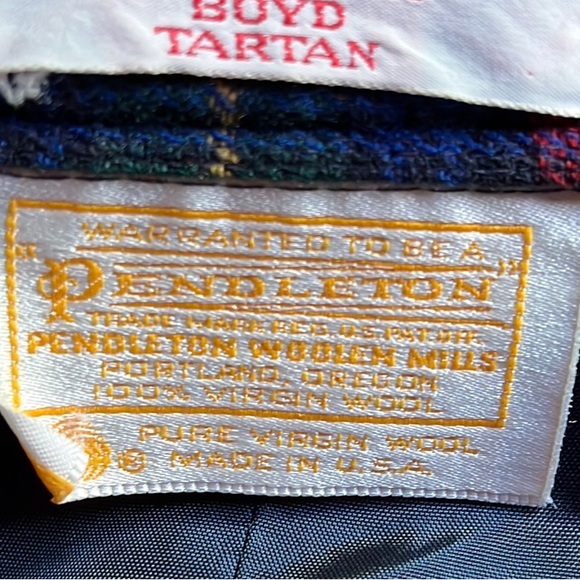 BOYD
TARTAN
WARRANTED TO BE A
"PENDLETON"
TRADE MARK REG. U.S. PAT. OFF.
PENDLETON WOOLEN MILLS
PORTLAND, OREGON
100% VIRGIN WOOL
PURE VIRGIN WOOL
® MADE IN U.S.A.